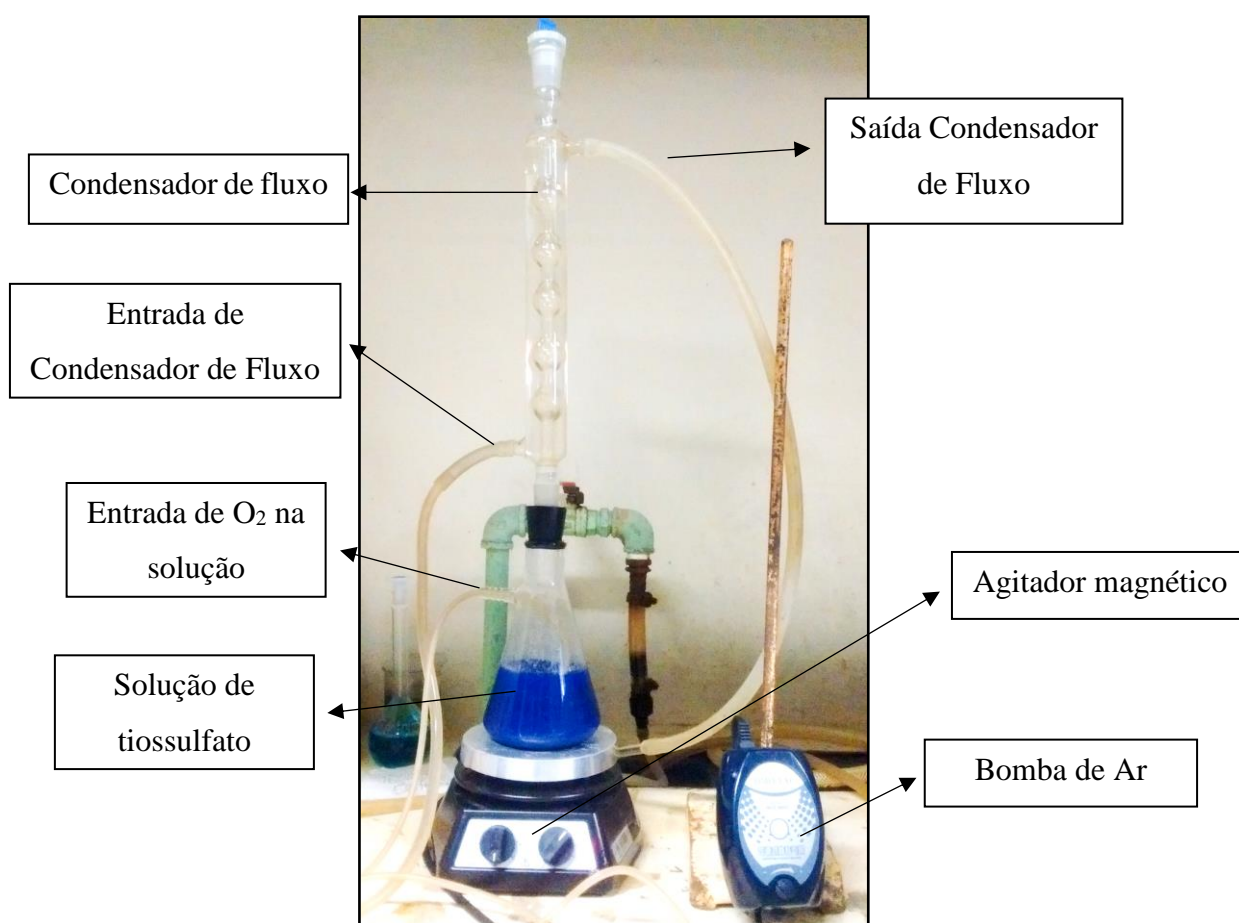 Saída Condensador
de Fluxo
Condensador de fluxo
Entrada de
Condensador de Fluxo
Entrada de O₂ na
solução
Agitador magnético
Solução de
tiossulfato
Bomba de Ar